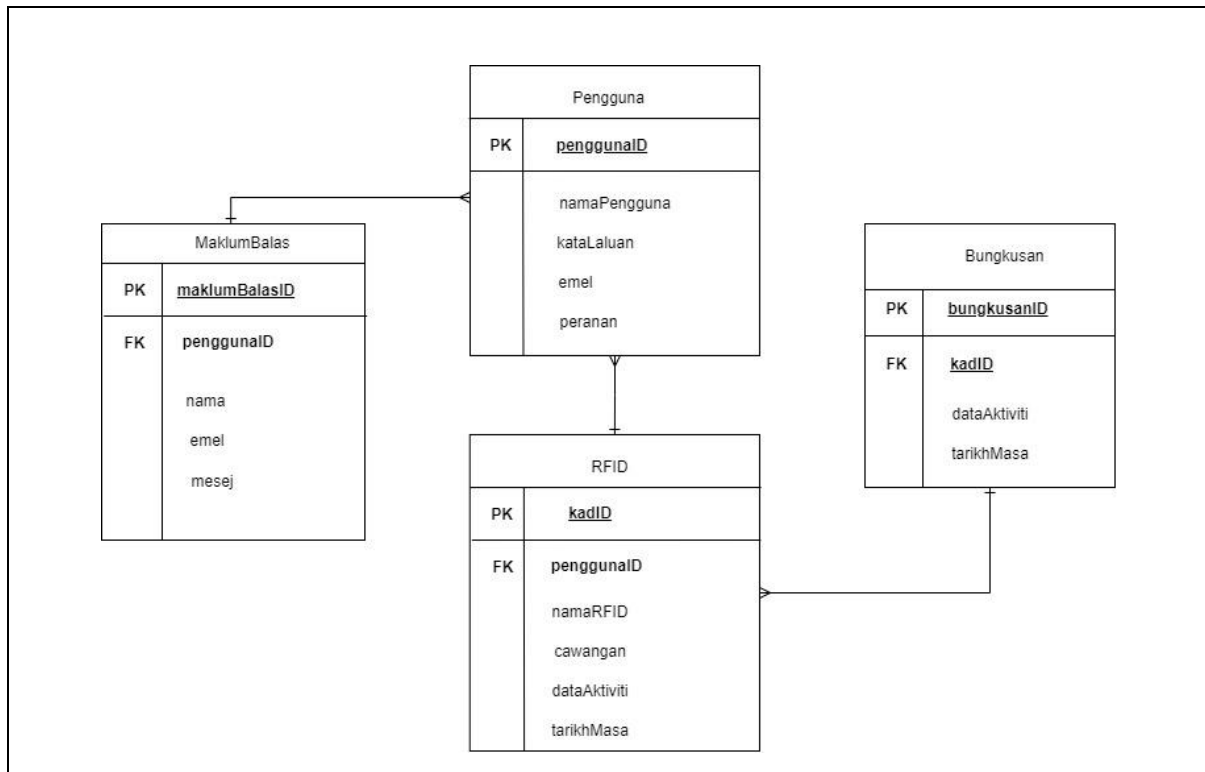 Pengguna
PK penggunaID
namaPengguna
kataLaluan
emel
peranan
MaklumBalas
PK maklumBalasID
FK penggunaID
nama
emel
mesej
Bungkusan
PK bungkusanID
FK kadID
dataAktiviti
tarikhMasa
RFID
PK kadID
FK penggunaID
namaRFID
cawangan
dataAktiviti
tarikhMasa